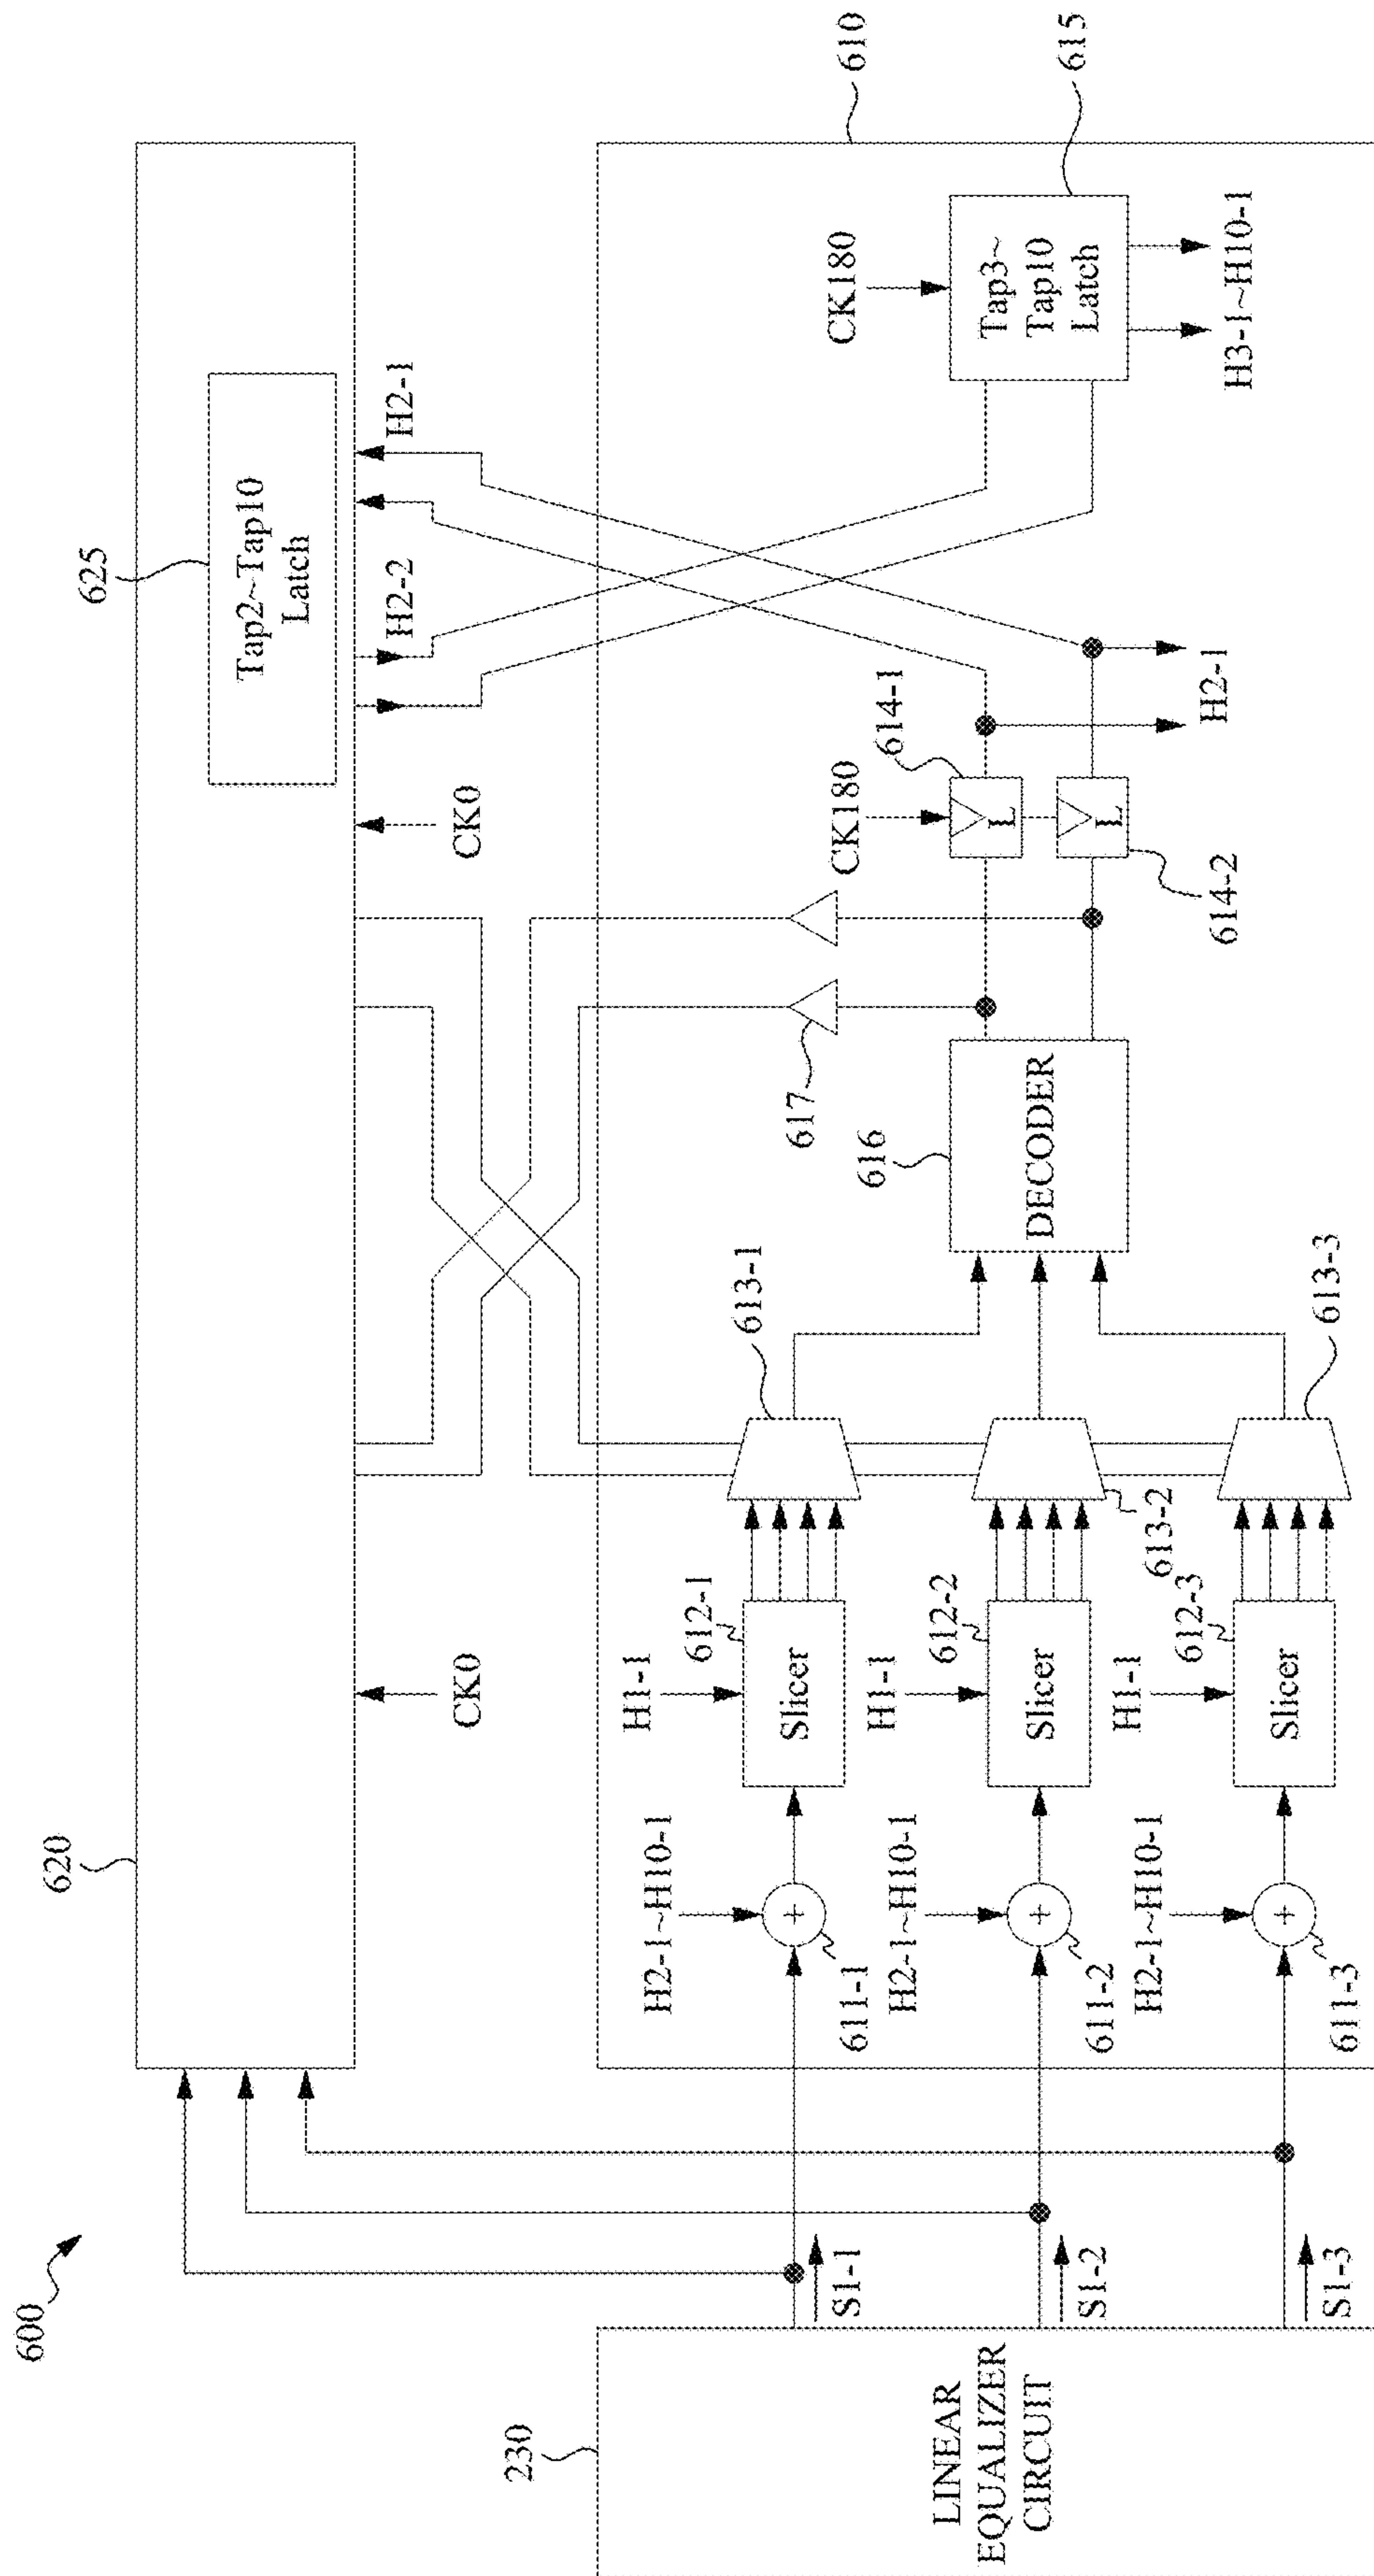 600
620
625
Tap2~Tap10
Latch
CK0
CK0
H2-2
H2-1
230
LINEAR
EQUALIZER
CIRCUIT
S1-1
S1-2
S1-3
610
H2-1~H10-1
611-1
H1-1
Slicer
612-1
613-1
H2-1~H10-1
611-2
H1-1
Slicer
612-2
613-2
H2-1~H10-1
611-3
H1-1
Slicer
612-3
613-3
616
DECODER
617
CK180
614-1
L
L
614-2
H2-1
CK180
Tap3~
Tap10
Latch
615
H3-1~H10-1